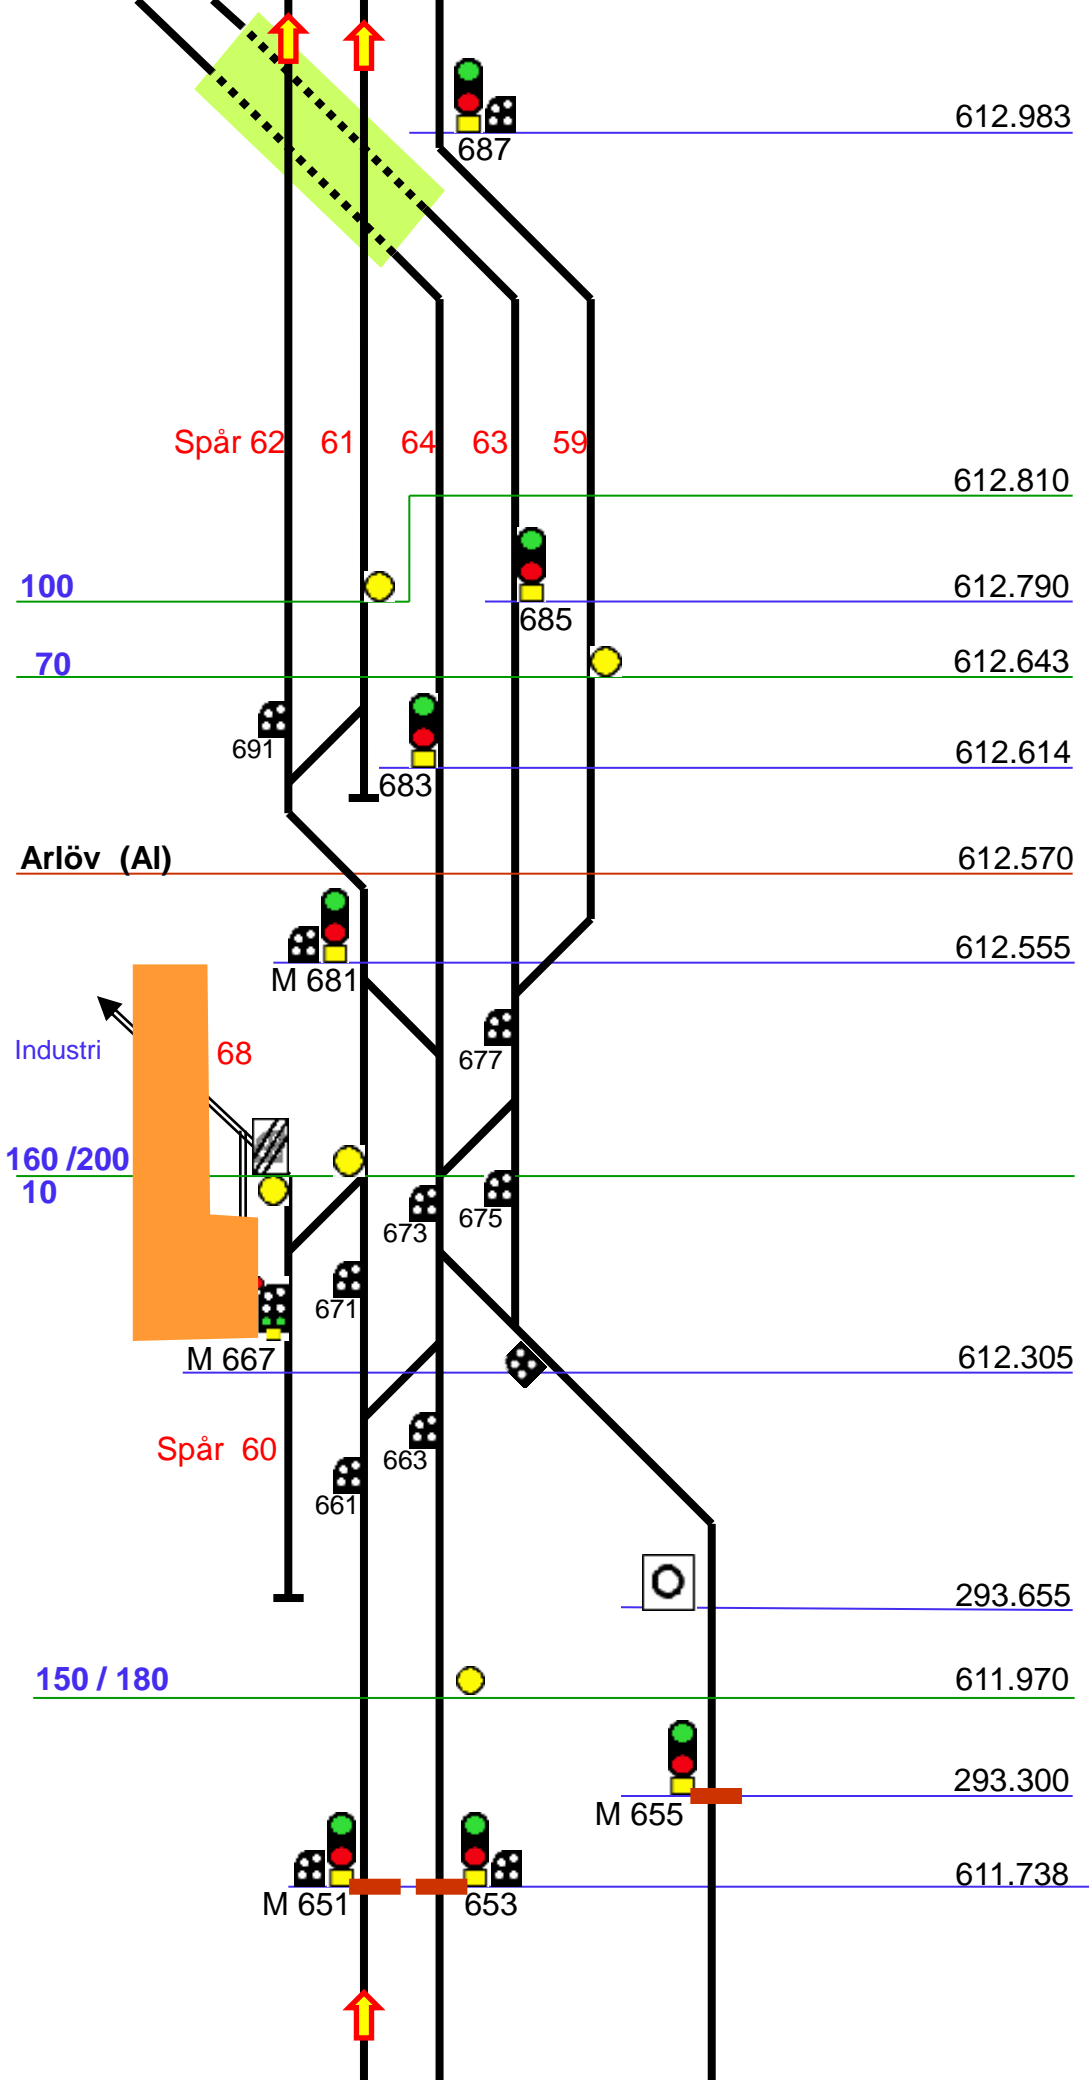 612.983
687
Spår 62 61 64 63 59
612.810
100 612.790
685
70 612.643
691
612.614
683
Arlöv (Al) 612.570
612.555
M 681
Industri 68
677
160 /200
10
673 675
671
M 667 612.305
Spår 60
663
661
293.655
150 / 180 611.970
293.300
M 655
611.738
M 651 653